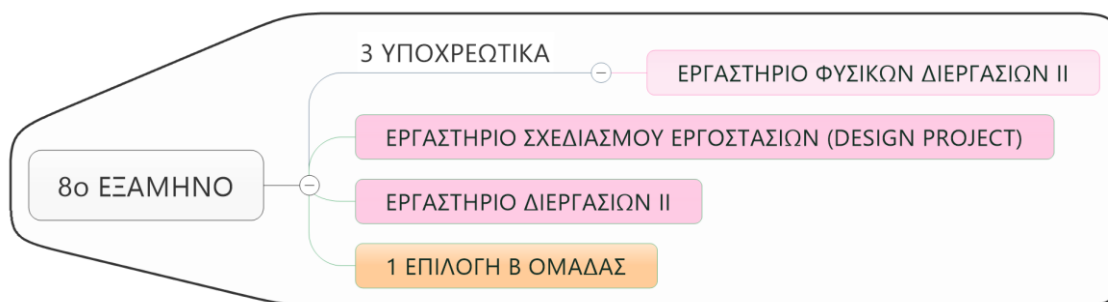 3 ΥΠΟΧΡΕΩΤΙΚΑ
ΕΡΓΑΣΤΗΡΙΟ ΦΥΣΙΚΩΝ ΔΙΕΡΓΑΣΙΩΝ ΙΙ
ΕΡΓΑΣΤΗΡΙΟ ΣΧΕΔΙΑΣΜΟΥ ΕΡΓΟΣΤΑΣΙΩΝ (DESIGN PROJECT)
8ο ΕΞΑΜΗΝΟ
ΕΡΓΑΣΤΗΡΙΟ ΔΙΕΡΓΑΣΙΩΝ ΙΙ
1 ΕΠΙΛΟΓΗ Β ΟΜΑΔΑΣ